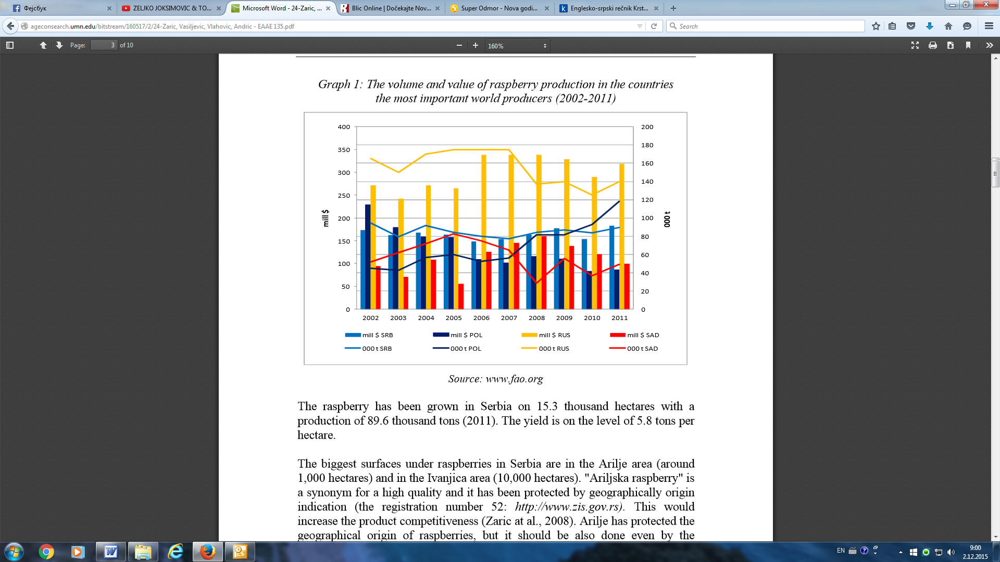 Фејсбук
ZELJKO JOKSIMOVIC & TO...
Microsoft Word - 24-Zaric, ...
Blic Online | Dočekajte Nov...
Super Odmor - Nova godi...
Englesko-srpski rečnik Krst...
ageconsearch.umn.edu/bitstream/160517/2/24-Zaric, Vasiljevic, Vlahovic, Andric - EAAE 135.pdf
Search
Page: 3 of 10
160%
Graph 1: The volume and value of raspberry production in the countries
the most important world producers (2002-2011)
400
350
300
250
200
150
100
50
0
mill $
200
180
160
140
120
100
80
60
40
20
0
000 t
2002 2003 2004 2005 2006 2007 2008 2009 2010 2011
mill $ SRB mill $ POL mill $ RUS mill $ SAD
000 t SRB 000 t POL 000 t RUS 000 t SAD
Source: www.fao.org
The raspberry has been grown in Serbia on 15.3 thousand hectares with a
production of 89.6 thousand tons (2011). The yield is on the level of 5.8 tons per
hectare.
The biggest surfaces under raspberries in Serbia are in the Arilje area (around
1,000 hectares) and in the Ivanjica area (10,000 hectares). "Ariljska raspberry" is
a synonym for a high quality and it has been protected by geographically origin
indication (the registration number 52: http://www.zis.gov.rs). This would
increase the product competitiveness (Zaric at al., 2008). Arilje has protected the
geographical origin of raspberries, but it should be also done even by the
EN
9:00
2.12.2015